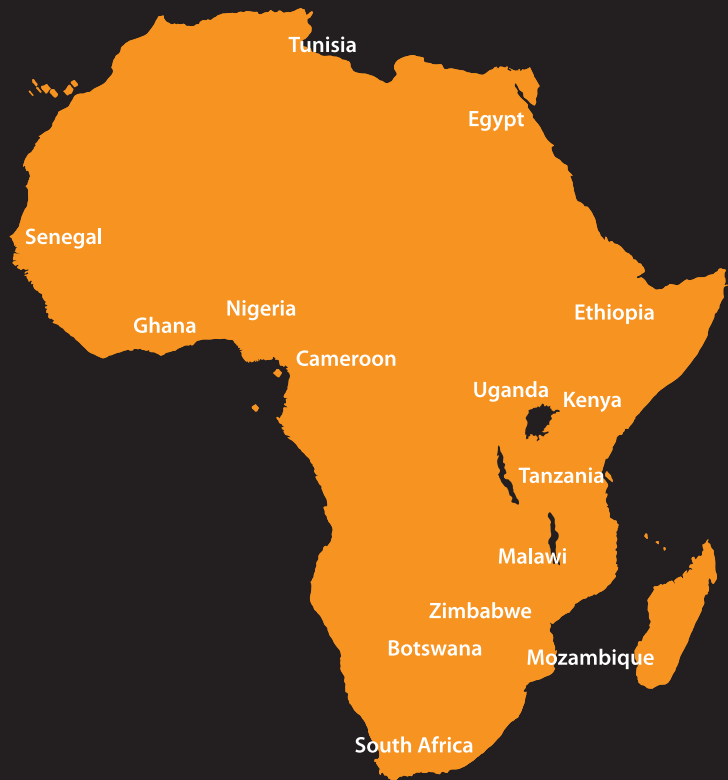 Tunisia
Egypt
Senegal
Nigeria
Ethiopia
Ghana
Cameroon
Uganda
Kenya
Tanzania
Malawi
Zimbabwe
Botswana
Mozambique
South Africa